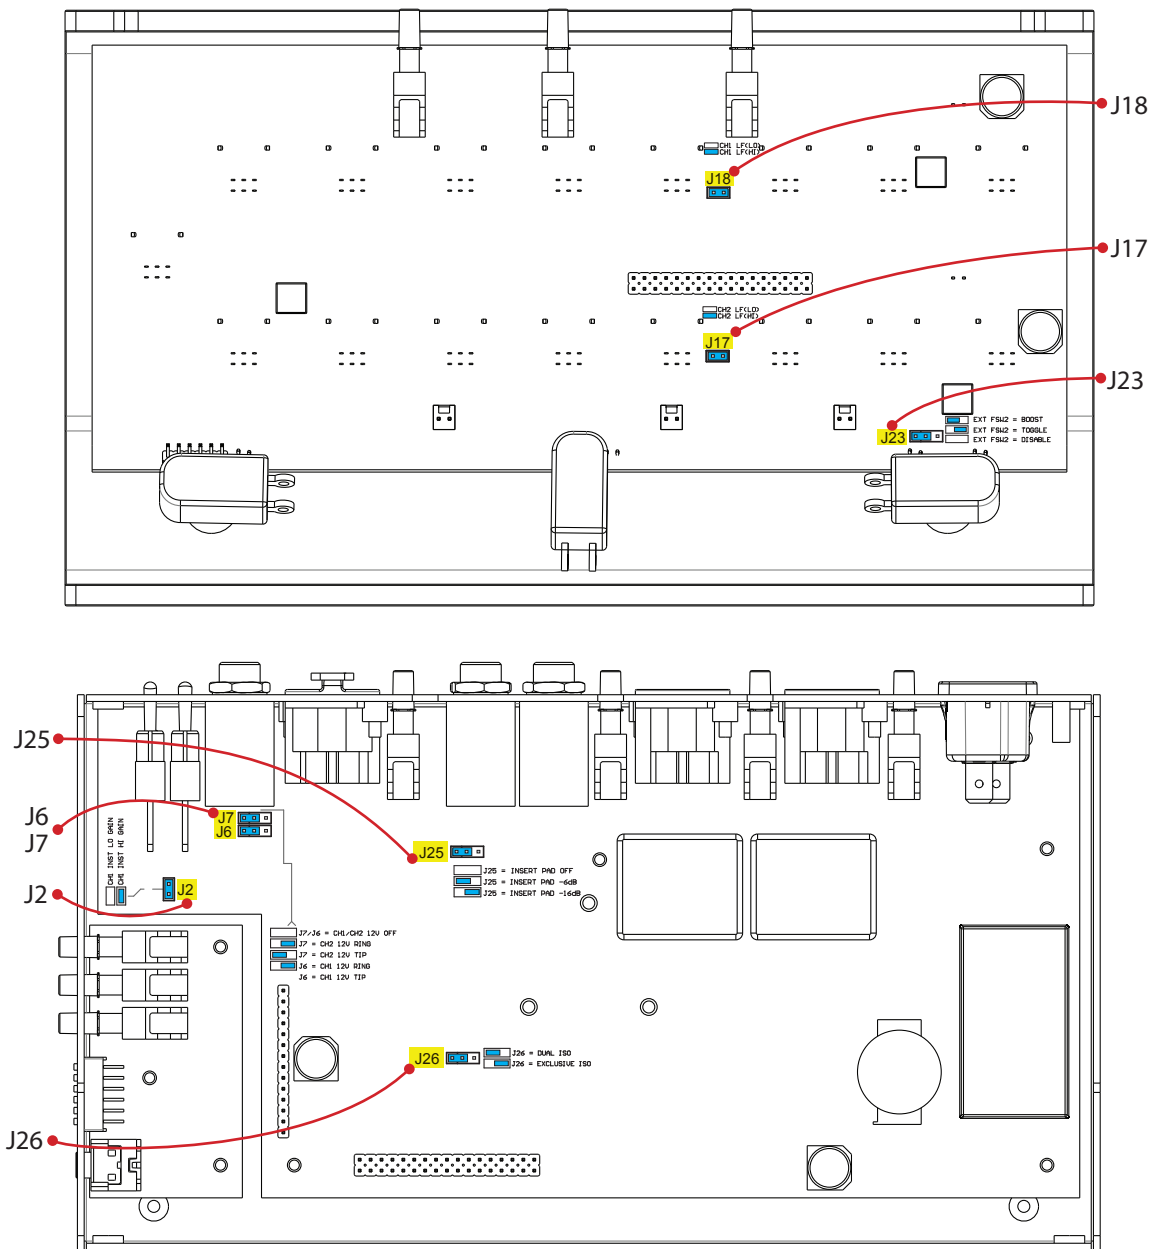 CH1 LF(LO)
CH1 LF(HI)
J18
J18
J17
CH2 LF(LO)
CH2 LF(HI)
J17
J23
EXT FSW2 = BOOST
EXT FSW2 = TOGGLE
EXT FSW2 = DISABLE
J23
J25
J6
J7
J7
J6
CH1 INST LO GAIN
CH1 INST HI GAIN
J25
J25 = INSERT PAD OFF
J25 = INSERT PAD -6dB
J25 = INSERT PAD -16dB
J2
J2
J7/J6 = CH1/CH2 12V OFF
J7 = CH2 12V RING
J7 = CH2 12V TIP
J6 = CH1 12V RING
J6 = CH1 12V TIP
J26
J26 = DUAL ISO
J26 = EXCLUSIVE ISO
J26